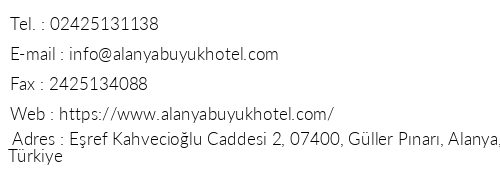 Tel. : 02425131138
E-mail : info@alanyabuyukhotel.com
Fax : 2425134088
Web : https://www.alanyabuyukhotel.com/
Adres : Eşref Kahvecioğlu Caddesi 2, 07400, Güller Pınarı, Alanya,
Türkiye